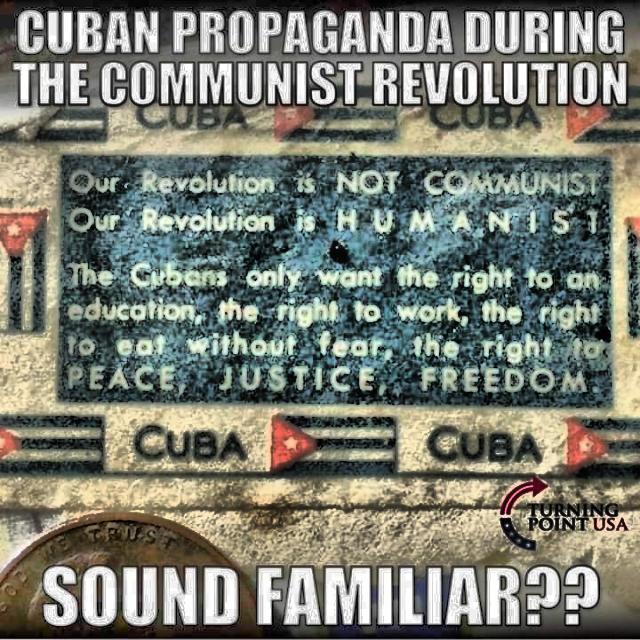 CUBAN PROPAGANDA DURING
THE COMMUNIST REVOLUTION
CUBA CUBA
Our Revolution is NOT COMMUNIST
Our Revolution is HUMANIST
The Cubans only want the right to an
education, the right to work, the right
to eat without fear, the right to
PEACE, JUSTICE, FREEDOM.
CUBA CUBA
TURNING
POINT USA
WE TRUST
SOUND FAMILIAR??